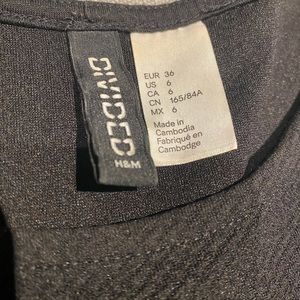 DIVIDED
H&M
EUR 36
US 6
CA 6
CN 165/84A
MX 6
Made in
Cambodia
Fabriqué en
Cambodge